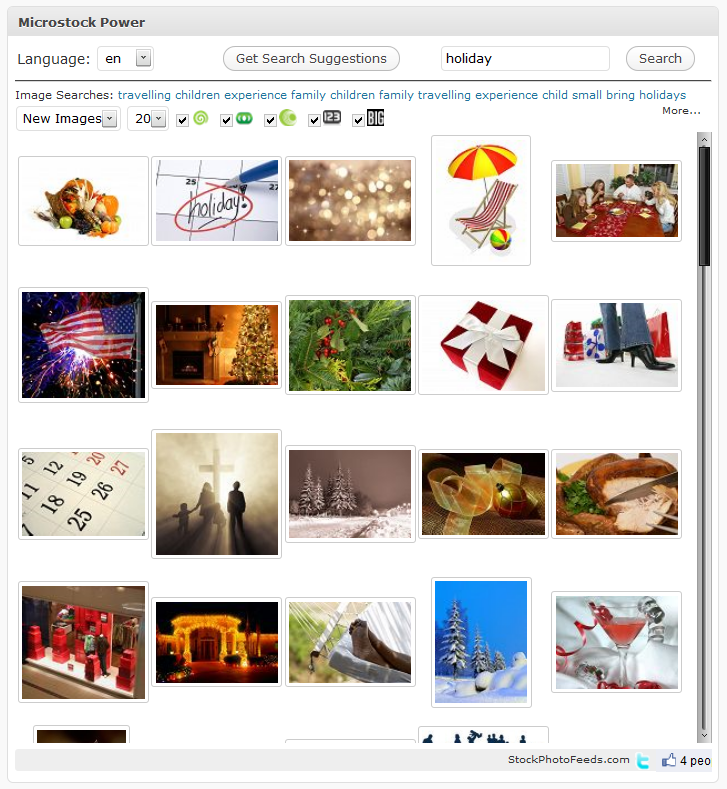 Microstock Power
Language: en Get Search Suggestions holiday Search
Image Searches: travelling children experience family children family travelling experience child small bring holidays
More...
New Images 20 123 BIG
25 27
holiday!
20 27
11 12 19 26
18 25
StockPhotoFeeds.com 4 peo